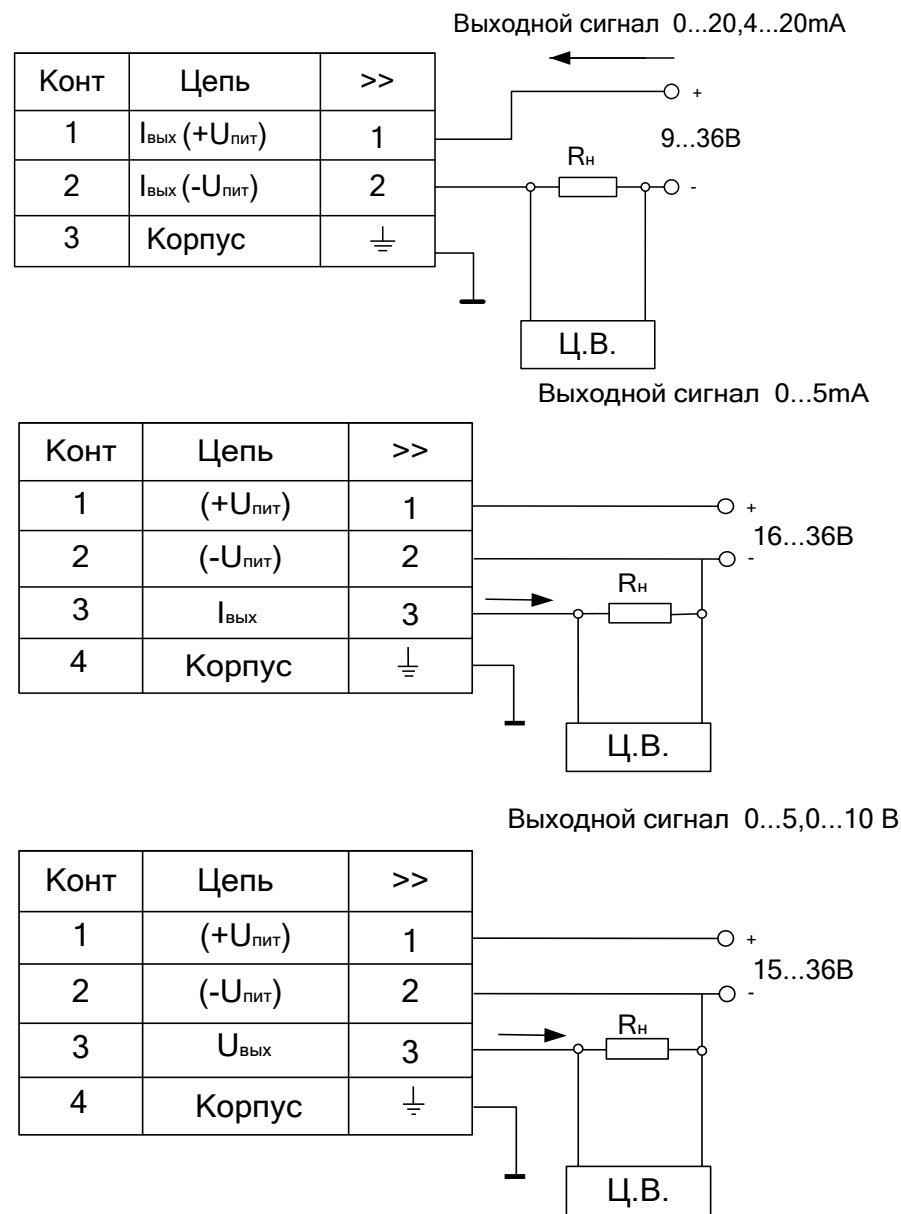 Выходной сигнал 0...20,4...20mA
Конт Цепь >>
+
1 Iвых (+Uпит) 1
9...36В
Rн
2 Iвых (-Uпит) 2
-
3 Корпус
Ц.В.
Выходной сигнал 0...5mA
Конт Цепь >>
1 (+Uпит) 1
+
16...36В
2 (-Uпит) 2
-
Rн
3 Iвых 3
4 Корпус
Ц.В.
Выходной сигнал 0...5,0...10 В
Конт Цепь >>
1 (+Uпит) 1
+
15...36В
2 (-Uпит) 2
-
Rн
3 Uвых 3
4 Корпус
Ц.В.